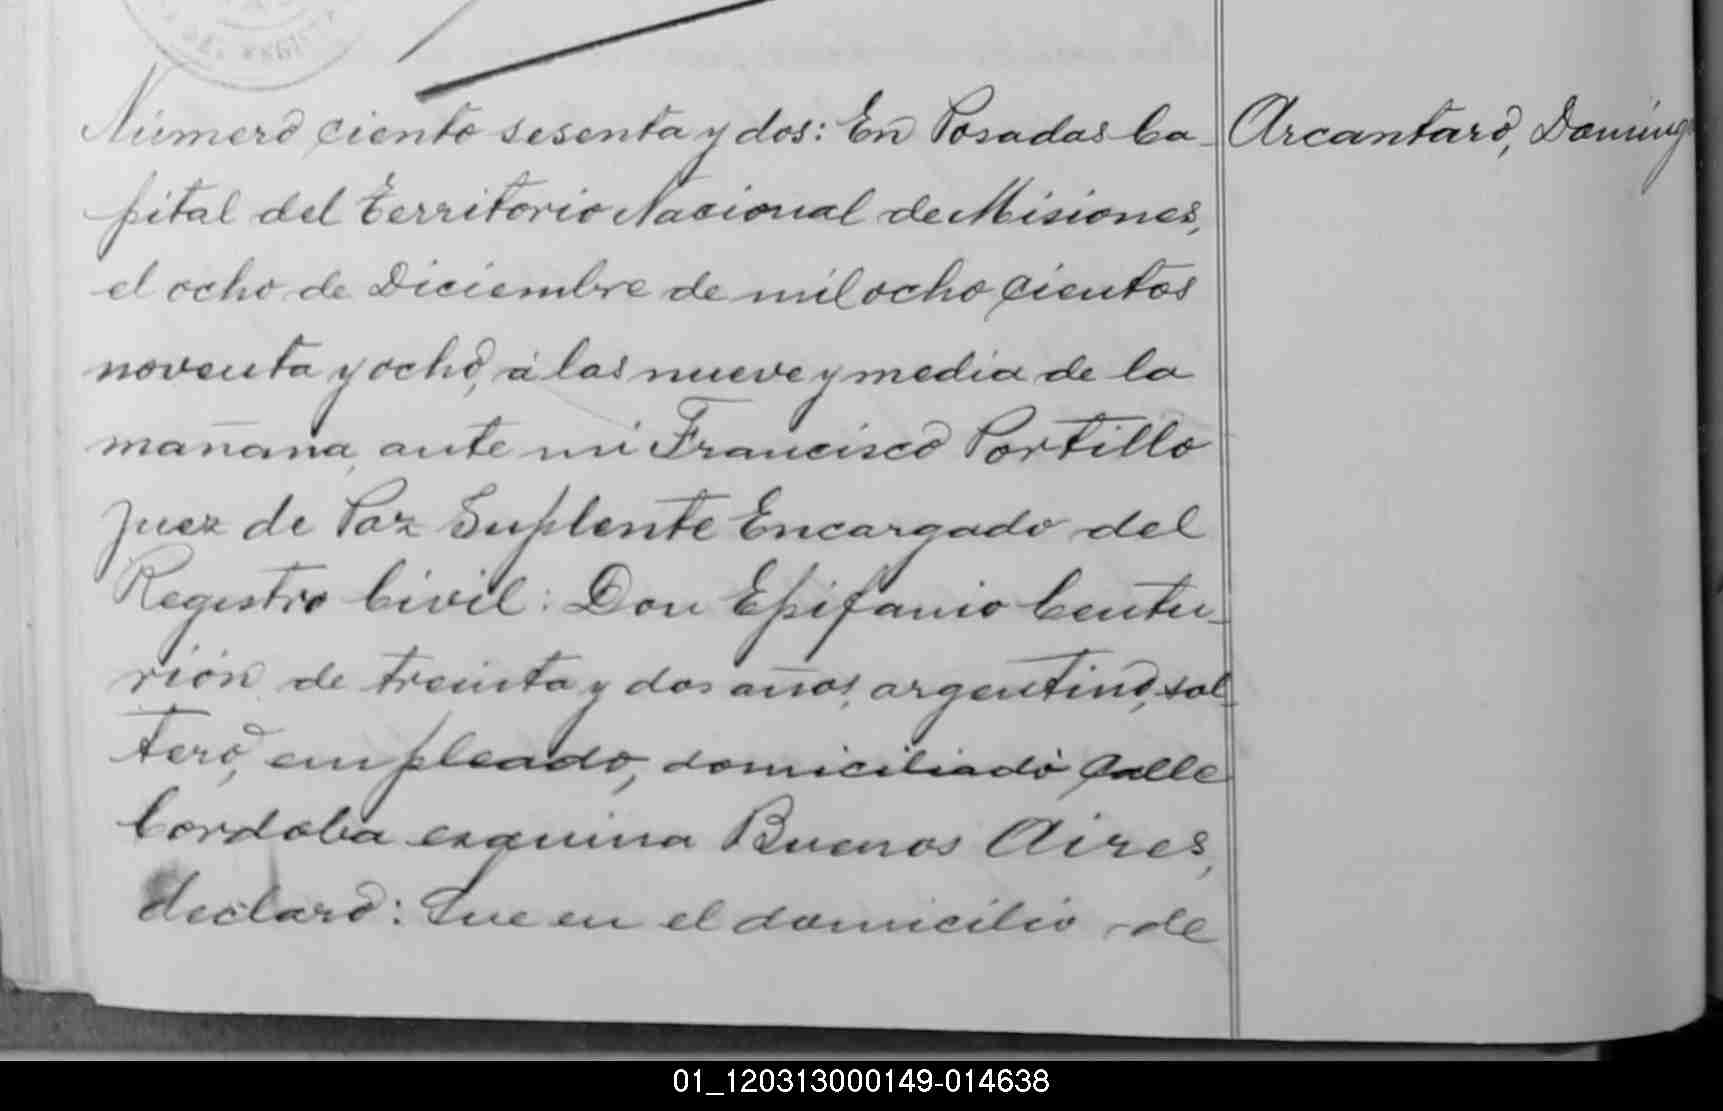 Número ciento sesenta y dos: En Posadas Ca-
pital del Territorio Nacional de Misiones,
el ocho de Diciembre de mil ocho cientos
noventa y ocho, á las nueve y media de la
mañana, ante mi Francisco Portillo
Juez de Paz Suplente Encargado del
Registro Civil: Don Epifanio Centu-
rión de treinta y dos años, argentino, sol-
tero, empleado, domiciliado calle
Cordoba esquina Buenos Aires,
declaró: Que en el domicilio de
Arcantaro, Doming
01_120313000149-014638